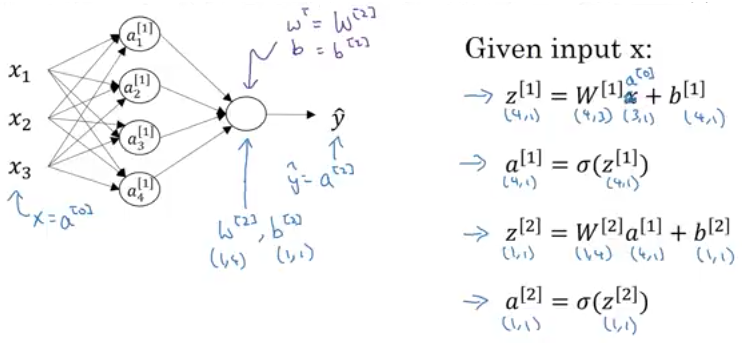 wᵀ = W^[2]
b = b^[2]
a₁^[1]
a₂^[1]
a₃^[1]
a₄^[1]
x₁
x₂
x₃
x = a^[0]
ŷ
ŷ = a^[2]
W^[2], b^[2]
(1,4) (1,1)
Given input x:
a^[0]
→ z^[1] = W^[1]x + b^[1]
(4,1) (4,3) (3,1) (4,1)
→ a^[1] = σ(z^[1])
(4,1) (4,1)
→ z^[2] = W^[2]a^[1] + b^[2]
(1,1) (1,4) (4,1) (1,1)
→ a^[2] = σ(z^[2])
(1,1) (1,1)